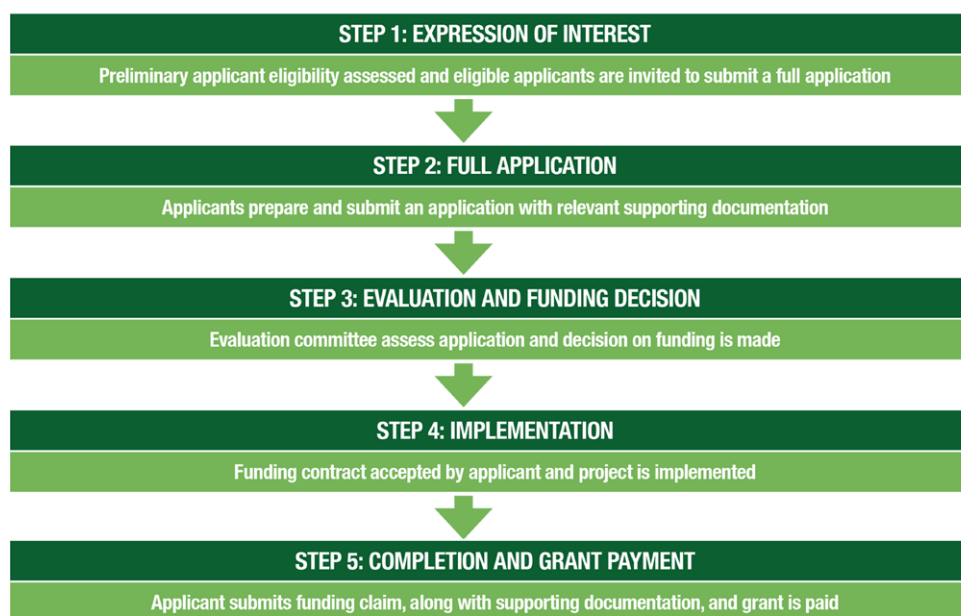 STEP 1: EXPRESSION OF INTEREST
Preliminary applicant eligibility assessed and eligible applicants are invited to submit a full application
STEP 2: FULL APPLICATION
Applicants prepare and submit an application with relevant supporting documentation
STEP 3: EVALUATION AND FUNDING DECISION
Evaluation committee assess application and decision on funding is made
STEP 4: IMPLEMENTATION
Funding contract accepted by applicant and project is implemented
STEP 5: COMPLETION AND GRANT PAYMENT
Applicant submits funding claim, along with supporting documentation, and grant is paid